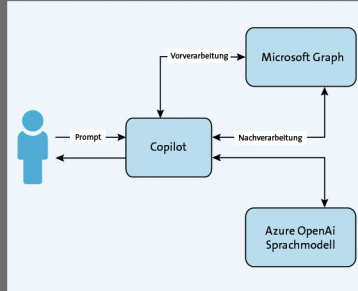 Vorverarbeitung
Microsoft Graph
Prompt
Copilot
Nachverarbeitung
Azure OpenAi
Sprachmodell